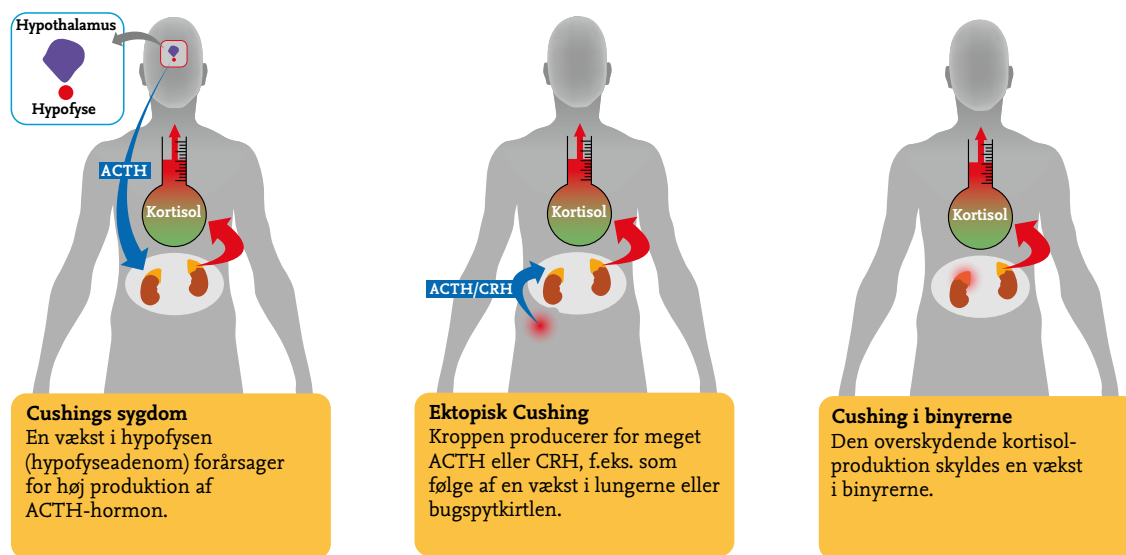 Hypothalamus
Hypofyse
ACTH
Kortisol
Cushings sygdom
En vækst i hypofysen
(hypofyseadenom) forårsager
for høj produktion af
ACTH-hormon.
Kortisol
ACTH/CRH
Ektopisk Cushing
Kroppen producerer for meget
ACTH eller CRH, f.eks. som
følge af en vækst i lungerne eller
bugspytkirtlen.
Kortisol
Cushing i binyrerne
Den overskydende kortisol-
produktion skyldes en vækst
i binyrerne.